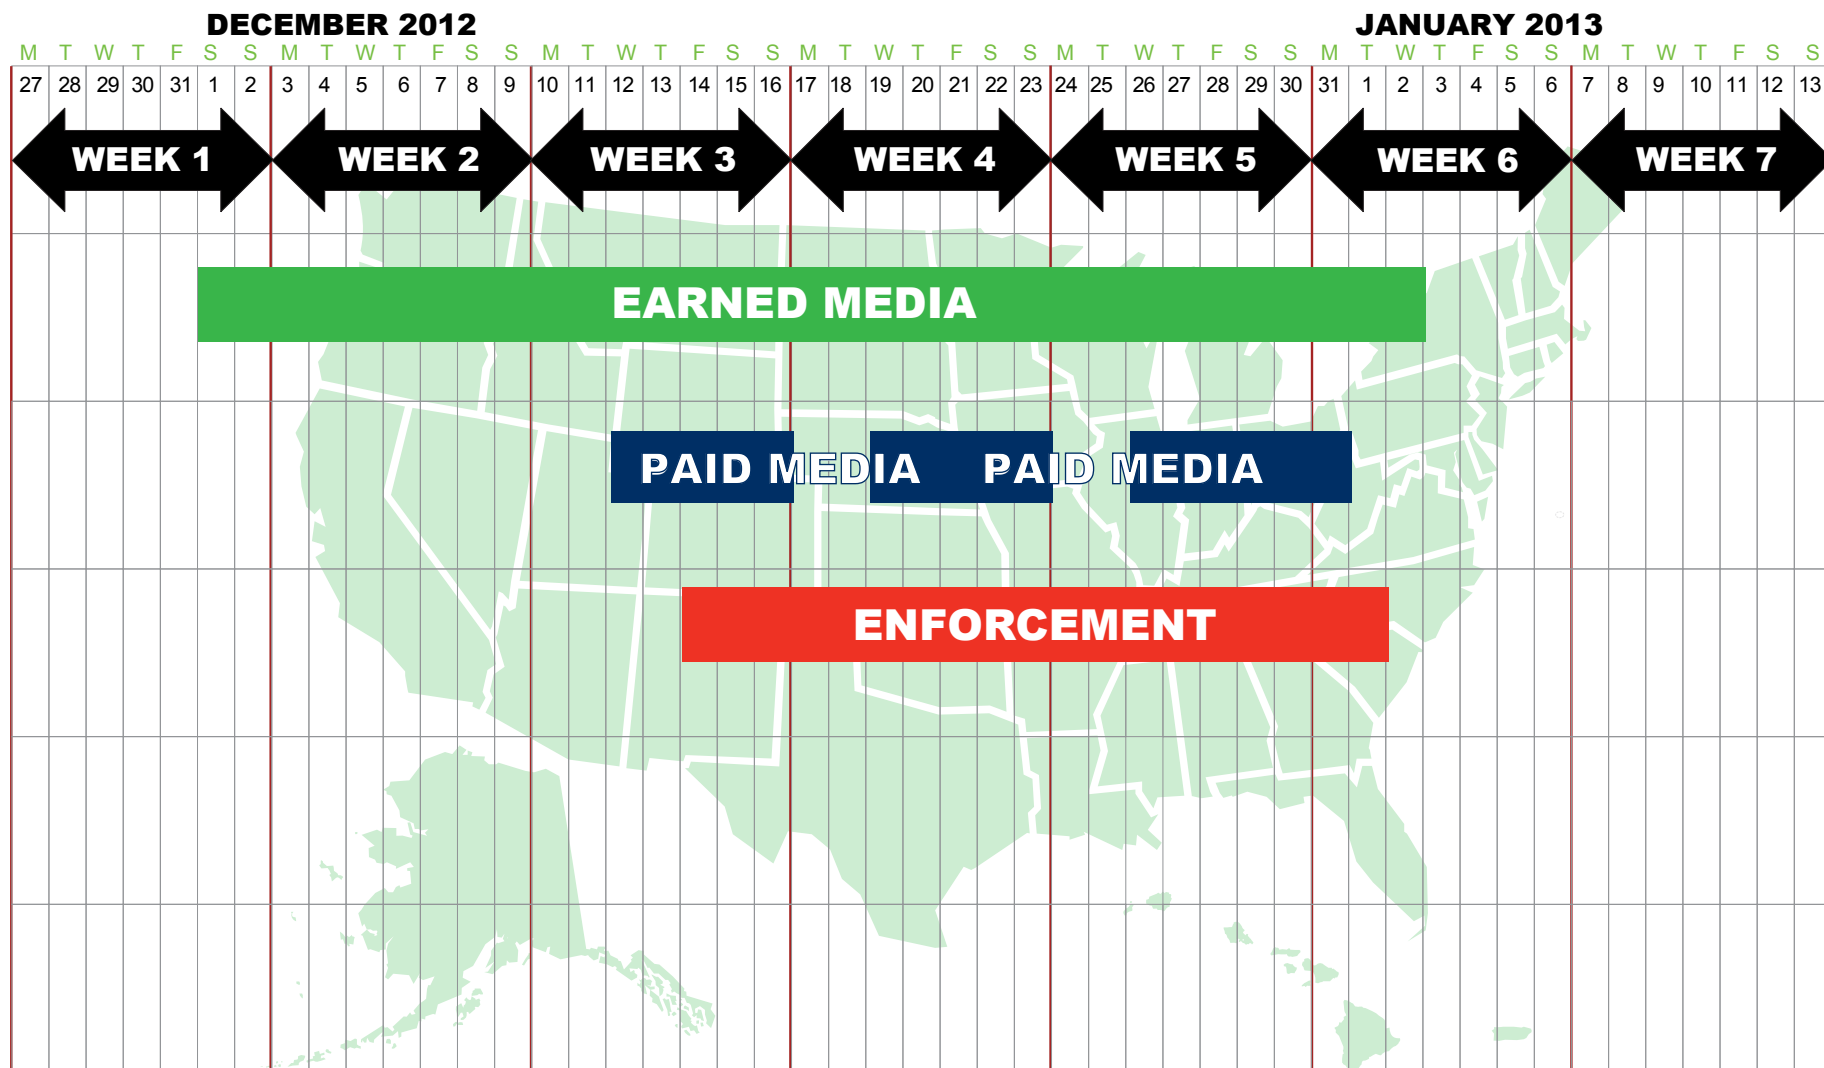 DECEMBER 2012 JANUARY 2013
M T W T F S S M T W T F S S M T W T F S S M T W T F S S M T W T F S S M T W T F S S M T W T F S S
27 28 29 30 31 1 2 3 4 5 6 7 8 9 10 11 12 13 14 15 16 17 18 19 20 21 22 23 24 25 26 27 28 29 30 31 1 2 3 4 5 6 7 8 9 10 11 12 13
WEEK 1 WEEK 2 WEEK 3 WEEK 4 WEEK 5 WEEK 6 WEEK 7
EARNED MEDIA
PAID MEDIA PAID MEDIA
ENFORCEMENT